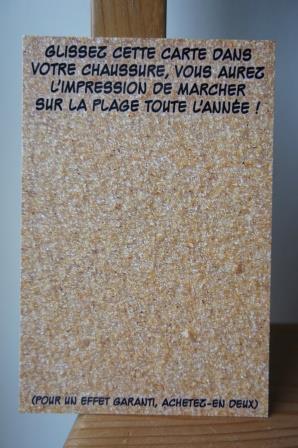 GLISSEZ CETTE CARTE DANS
VOTRE CHAUSSURE, VOUS AUREZ
L'IMPRESSION DE MARCHER
SUR LA PLAGE TOUTE L'ANNÉE !
(POUR UN EFFET GARANTI, ACHETEZ-EN DEUX)